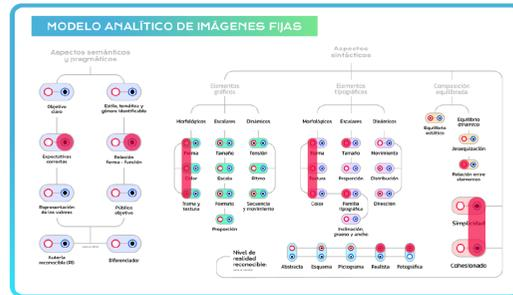 MODELO ANALÍTICO DE IMÁGENES FIJAS
Aspectos semánticos
y pragmáticos
Objetivo
claro
Estilo, temática y
género identificable
Expectativas
correctas
Relación
forma - función
Representación
de los valores
Público
objetivo
Autoría
reconocible (IR)
Diferenciador
Aspectos
sintácticos
Elementos
gráficos
Morfológicos
Escalares
Dinámicos
Forma
Tamaño
Tensión
Color
Escala
Ritmo
Trama y
textura
Formato
Secuencia
y movimiento
Proporción
Elementos
tipográficos
Morfológicos
Escalares
Dinámicos
Forma
Tamaño
Movimiento
Textura
Proporción
Distribución
Color
Familia
tipográfica
Dirección
Inclinación,
grueso y ancho
Composición
equilibrada
Equilibrio
estático
Equilibrio
dinámico
Jerarquización
Relación entre
elementos
Simplicidad
Cohesionado
Nivel de
realidad
reconocible:
Abstracta
Esquema
Pictograma
Realista
Fotográfica